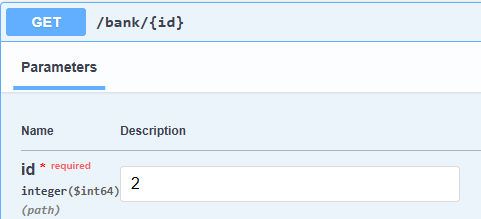 GET /bank/{id}
Parameters
Name Description
id * required
integer($int64) 2
(path)